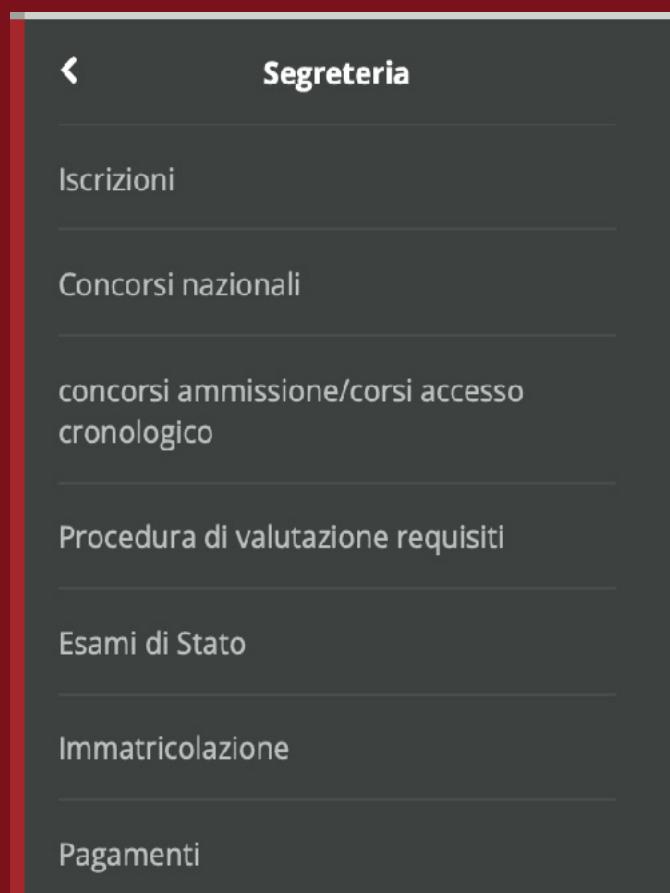 Segreteria
Iscrizioni
Concorsi nazionali
concorsi ammissione/corsi accesso
cronologico
Procedura di valutazione requisiti
Esami di Stato
Immatricolazione
Pagamenti